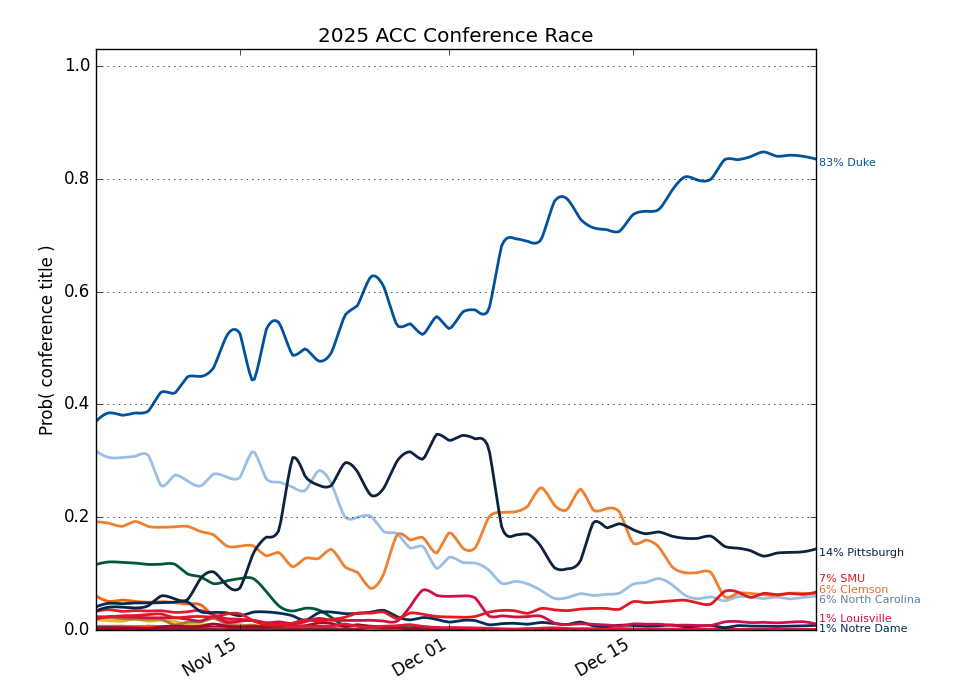 2025 ACC Conference Race
Prob( conference title )
1.0
0.8
0.6
0.4
0.2
0.0
Nov 15
Dec 01
Dec 15
83% Duke
14% Pittsburgh
7% SMU
6% Clemson
6% North Carolina
1% Louisville
1% Notre Dame